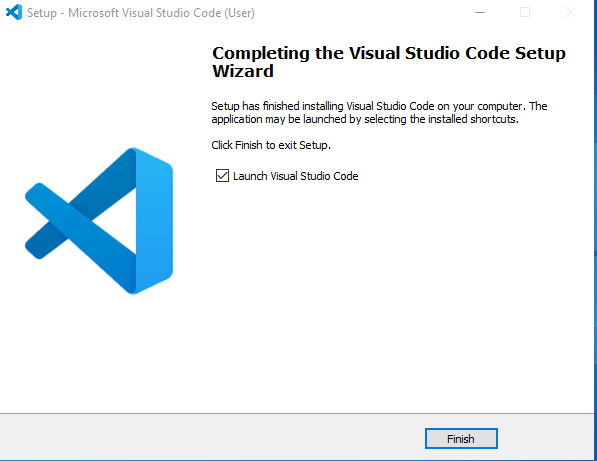 Setup - Microsoft Visual Studio Code (User)
Completing the Visual Studio Code Setup
Wizard
Setup has finished installing Visual Studio Code on your computer. The
application may be launched by selecting the installed shortcuts.
Click Finish to exit Setup.
Launch Visual Studio Code
Finish